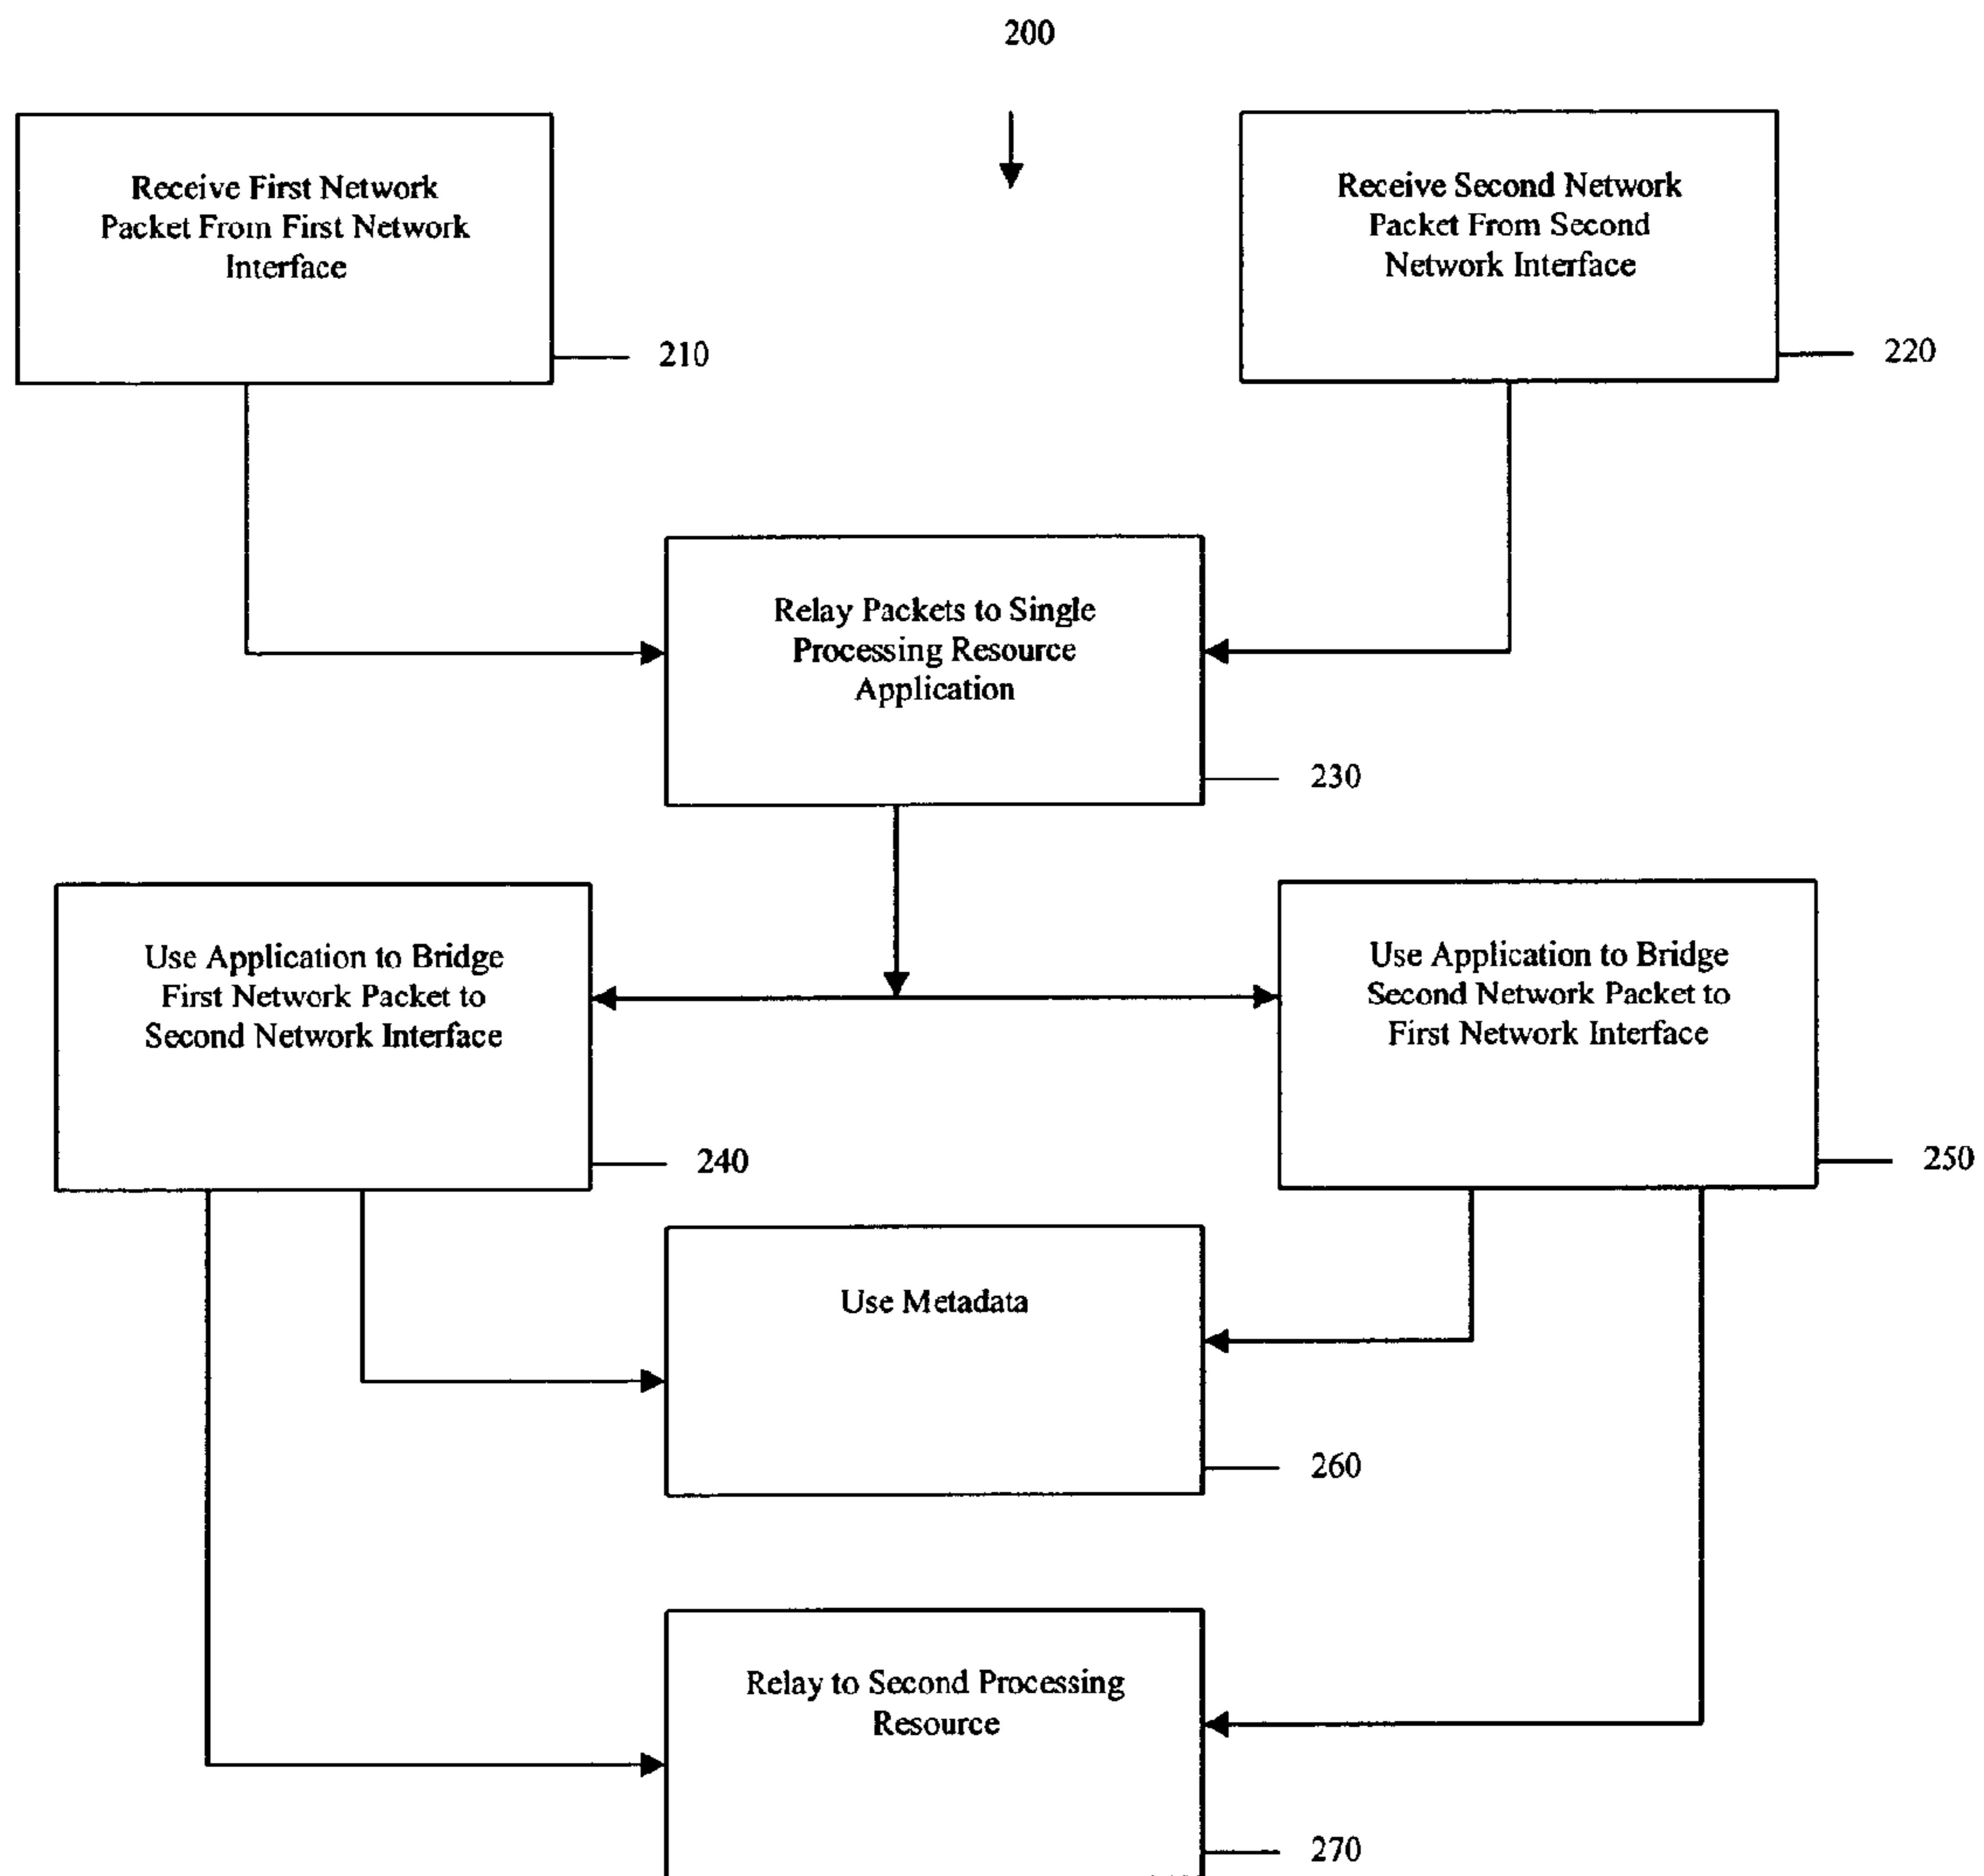 200
Receive First Network
Packet From First Network
Interface
210
Receive Second Network
Packet From Second
Network Interface
220
Relay Packets to Single
Processing Resource
Application
230
Use Application to Bridge
First Network Packet to
Second Network Interface
240
Use Application to Bridge
Second Network Packet to
First Network Interface
250
Use Metadata
260
Relay to Second Processing
Resource
270